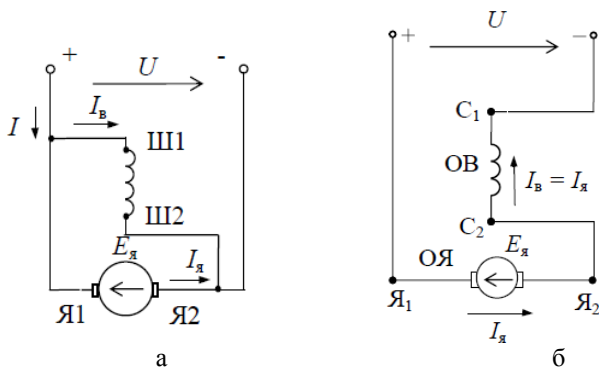 + U -
I Iв Ш1
Ш2
Eя Iя
Я1 Я2
а
+ U –
C1
ОВ Iв = Iя
C2
ОЯ Eя
Я1 Я2
Iя
б